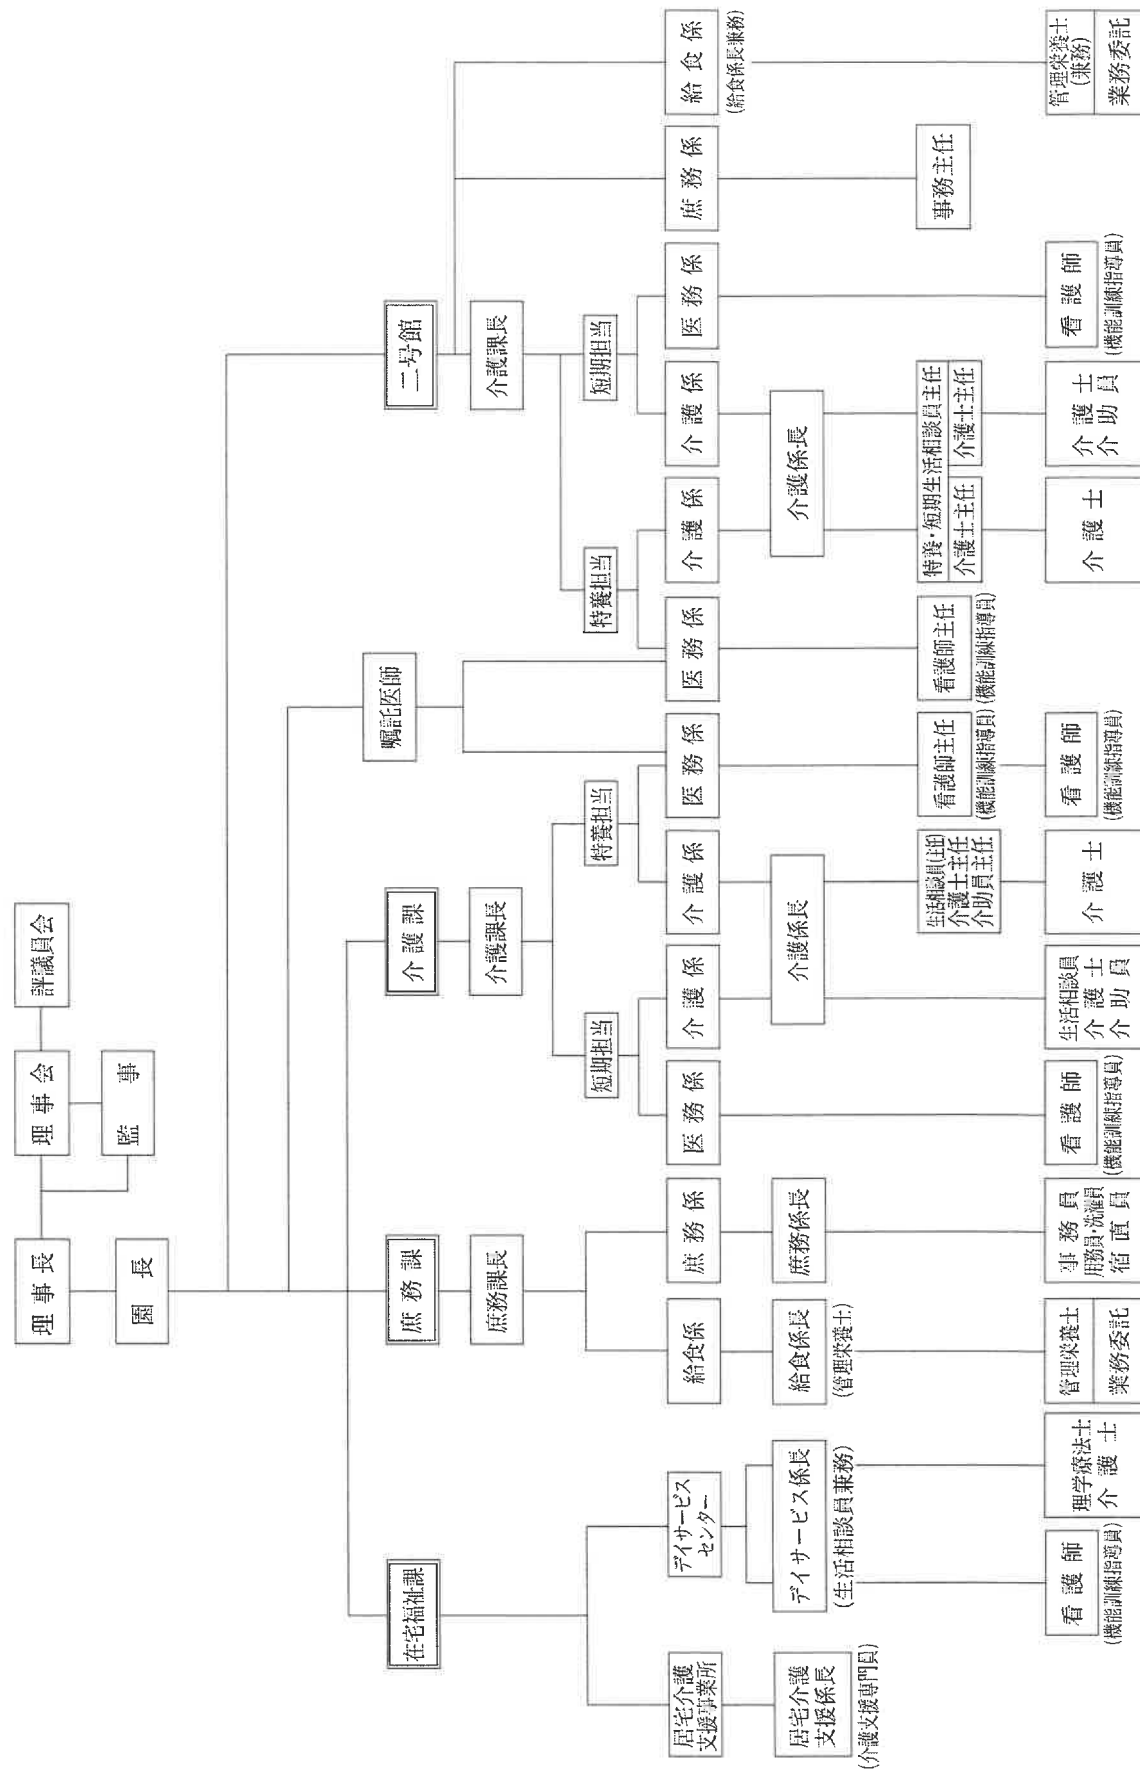 理事長
理事会
評議員会
監事
園長
嘱託医師
在宅福祉課
庶務課
介護課
二号館
庶務課長
介護課長
介護課長
短期担当
特養担当
特養担当
短期担当
居宅介護
支援事業所
デイサービス
センター
給食係
庶務係
医務係
介護係
介護係
医務係
医務係
介護係
介護係
医務係
庶務係
給食係
(給食係長兼務)
居宅介護
支援係長
(介護支援専門員)
デイサービス係長
(生活相談員兼務)
給食係長
(管理栄養士)
庶務係長
介護係長
介護係長
生活相談員(主任)
介護士主任
介助員主任
看護師主任
(機能訓練指導員)
看護師主任
(機能訓練指導員)
特養・短期生活相談員主任
介護士主任
介護士主任
事務主任
看護師
(機能訓練指導員)
理学療法士
介護士
管理栄養士
業務委託
事務員
用務員・洗濯員
宿直員
看護師
(機能訓練指導員)
生活相談員
介護士
介助員
介護士
看護師
(機能訓練指導員)
介護士
介護士
介助員
看護師
(機能訓練指導員)
管理栄養士
(兼務)
業務委託